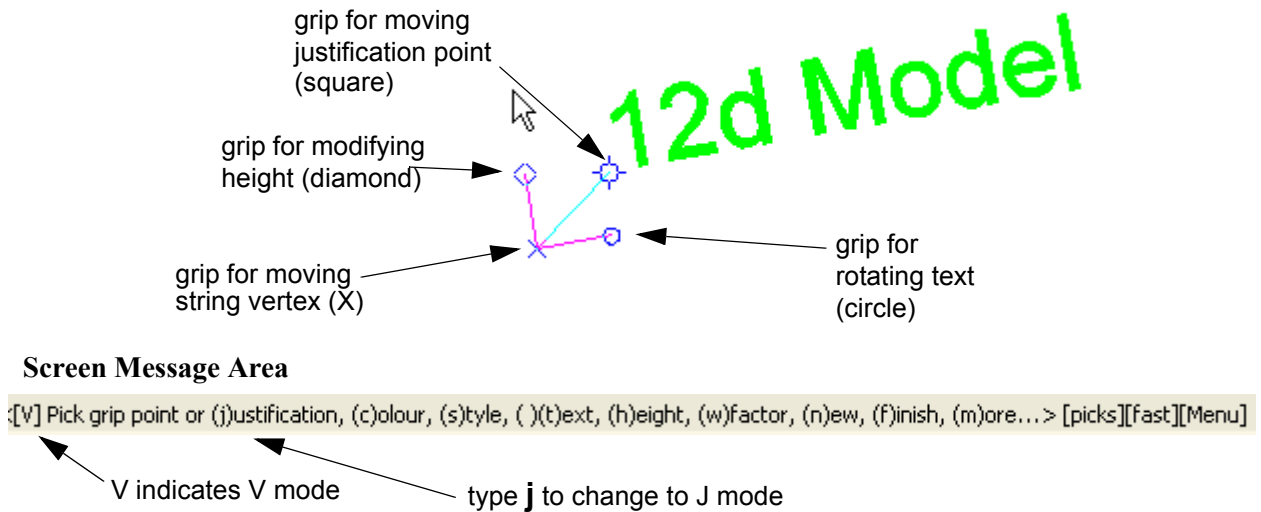 grip for moving
justification point
(square)
12d Model
grip for modifying
height (diamond)
grip for
rotating text
(circle)
grip for moving
string vertex (X)
Screen Message Area
<[V] Pick grip point or (j)ustification, (c)olour, (s)tyle, ( )(t)ext, (h)eight, (w)factor, (n)ew, (f)inish, (m)ore...> [picks][fast][Menu]
V indicates V mode
type j to change to J mode